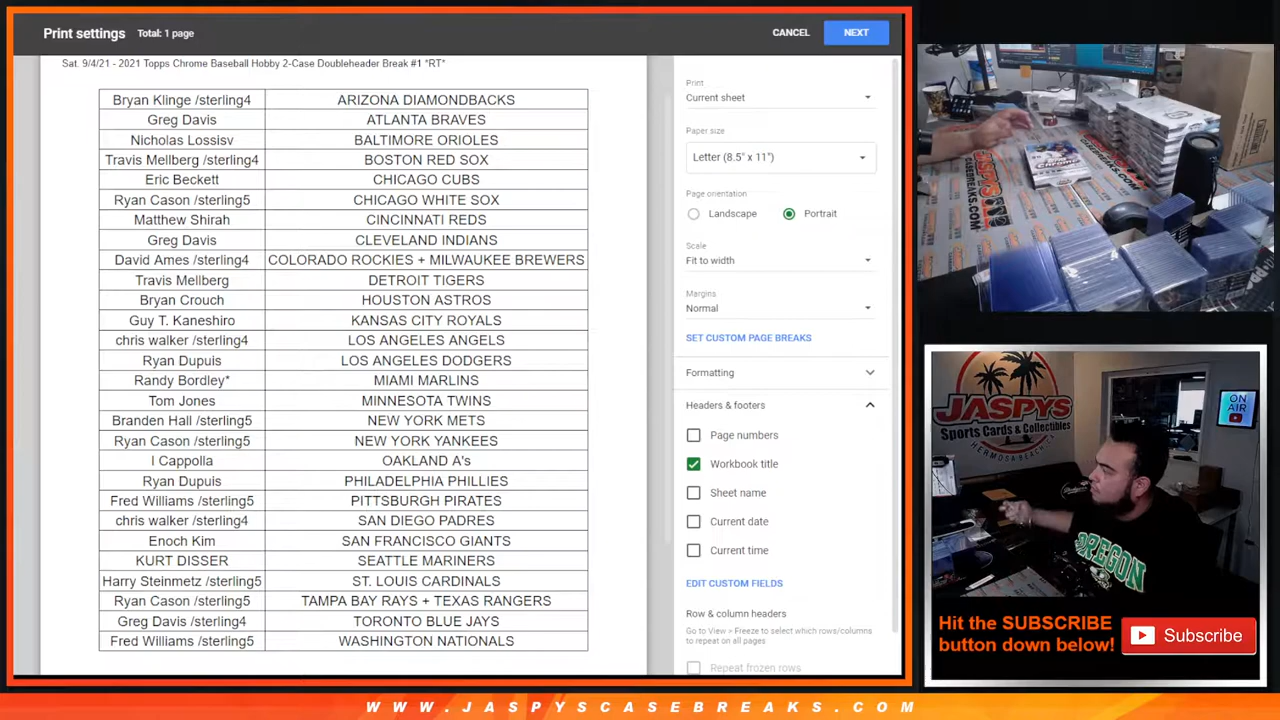 Print settings Total: 1 page CANCEL NEXT
Sat. 9/4/21 - 2021 Topps Chrome Baseball Hobby 2-Case Doubleheader Break #1 *RT*
Bryan Klinge /sterling4 ARIZONA DIAMONDBACKS
Greg Davis ATLANTA BRAVES
Nicholas Lossisv BALTIMORE ORIOLES
Travis Mellberg /sterling4 BOSTON RED SOX
Eric Beckett CHICAGO CUBS
Ryan Cason /sterling5 CHICAGO WHITE SOX
Matthew Shirah CINCINNATI REDS
Greg Davis CLEVELAND INDIANS
David Ames /sterling4 COLORADO ROCKIES + MILWAUKEE BREWERS
Travis Mellberg DETROIT TIGERS
Bryan Crouch HOUSTON ASTROS
Guy T. Kaneshiro KANSAS CITY ROYALS
chris walker /sterling4 LOS ANGELES ANGELS
Ryan Dupuis LOS ANGELES DODGERS
Randy Bordley* MIAMI MARLINS
Tom Jones MINNESOTA TWINS
Branden Hall /sterling5 NEW YORK METS
Ryan Cason /sterling5 NEW YORK YANKEES
I Cappolla OAKLAND A's
Ryan Dupuis PHILADELPHIA PHILLIES
Fred Williams /sterling5 PITTSBURGH PIRATES
chris walker /sterling4 SAN DIEGO PADRES
Enoch Kim SAN FRANCISCO GIANTS
KURT DISSER SEATTLE MARINERS
Harry Steinmetz /sterling5 ST. LOUIS CARDINALS
Ryan Cason /sterling5 TAMPA BAY RAYS + TEXAS RANGERS
Greg Davis /sterling4 TORONTO BLUE JAYS
Fred Williams /sterling5 WASHINGTON NATIONALS
Print
Current sheet
Paper size
Letter (8.5" x 11")
Page orientation
Landscape Portrait
Scale
Fit to width
Margins
Normal
SET CUSTOM PAGE BREAKS
Formatting
Headers & footers
Page numbers
Workbook title
Sheet name
Current date
Current time
EDIT CUSTOM FIELDS
Row & column headers
Go to View > Freeze to select which rows/columns
to repeat on all pages
Repeat frozen rows
JASPYS
Sports Cards & Collectibles
HERMOSA BEACH
ON
AIR
OREGON
Hit the SUBSCRIBE
button down below!
Subscribe
WWW.JASPYSCASEBREAKS.COM